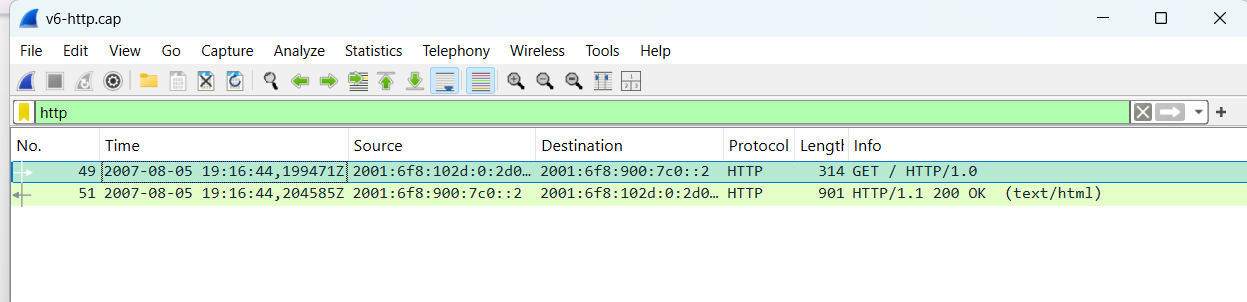 v6-http.cap
File Edit View Go Capture Analyze Statistics Telephony Wireless Tools Help
http
No. Time Source Destination Protocol Lengtl Info
49 2007-08-05 19:16:44,199471Z 2001:6f8:102d:0:2d0… 2001:6f8:900:7c0::2 HTTP 314 GET / HTTP/1.0
51 2007-08-05 19:16:44,204585Z 2001:6f8:900:7c0::2 2001:6f8:102d:0:2d0… HTTP 901 HTTP/1.1 200 OK (text/html)